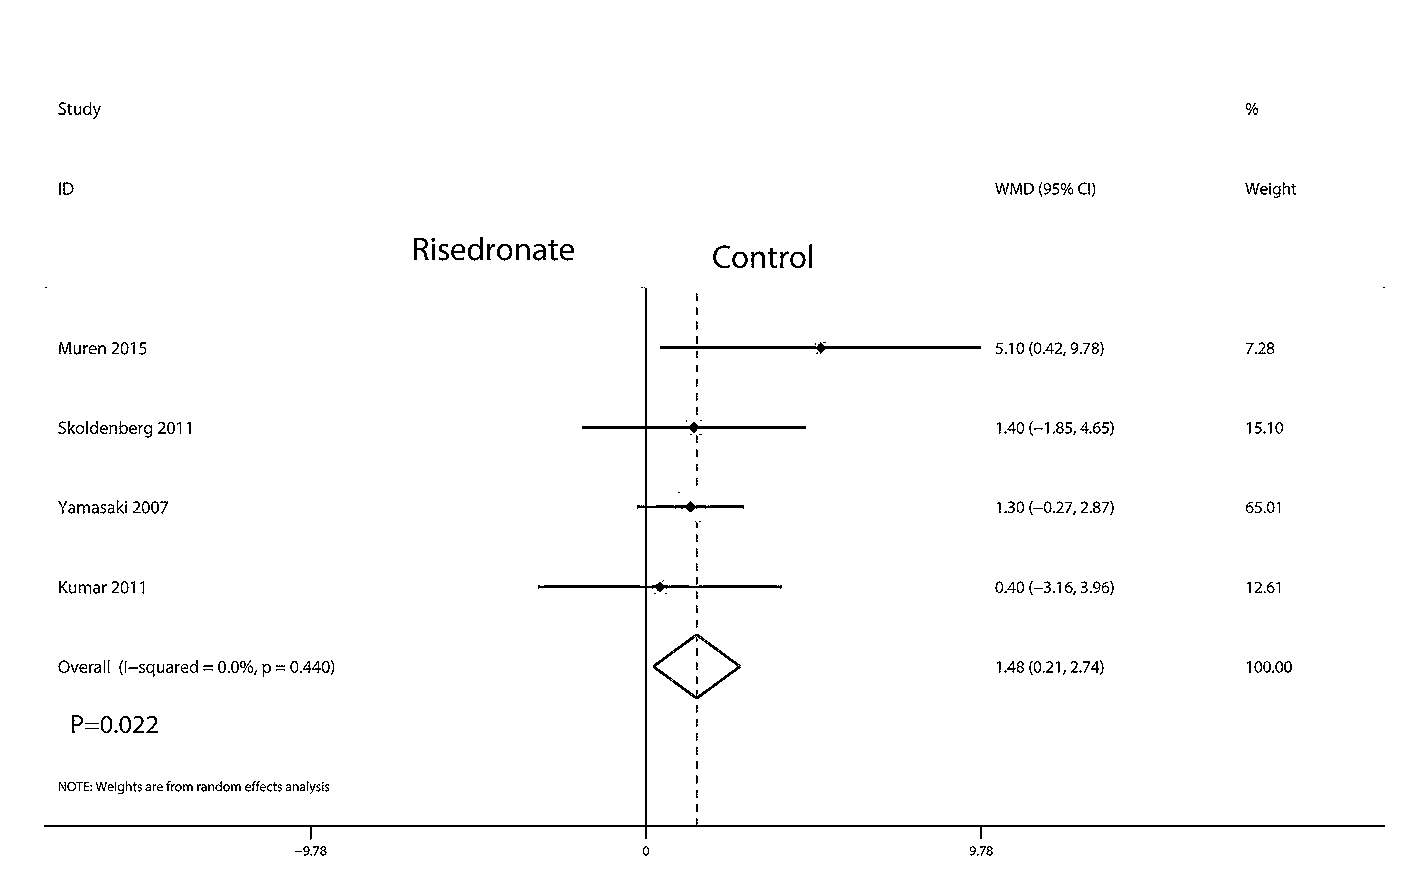 Study %
ID WMD (95% CI) Weight
Risedronate Control
Muren 2015 5.10 (0.42, 9.78) 7.28
Skoldenberg 2011 1.40 (−1.85, 4.65) 15.10
Yamasaki 2007 1.30 (−0.27, 2.87) 65.01
Kumar 2011 0.40 (−3.16, 3.96) 12.61
Overall (I−squared = 0.0%, p = 0.440) 1.48 (0.21, 2.74) 100.00
P=0.022
NOTE: Weights are from random effects analysis
−9.78 0 9.78